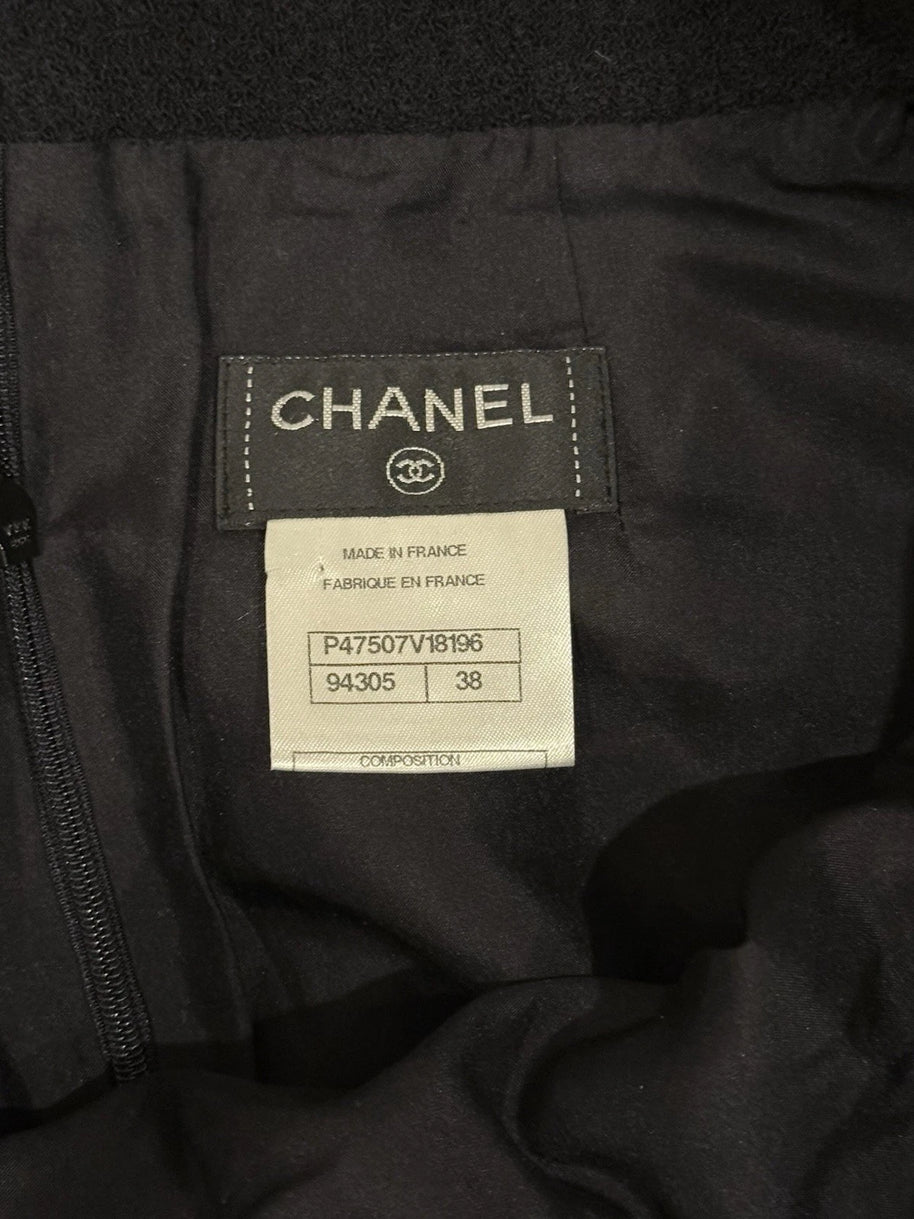 CHANEL
MADE IN FRANCE
FABRIQUE EN FRANCE
P47507V18196
94305 38
COMPOSITION